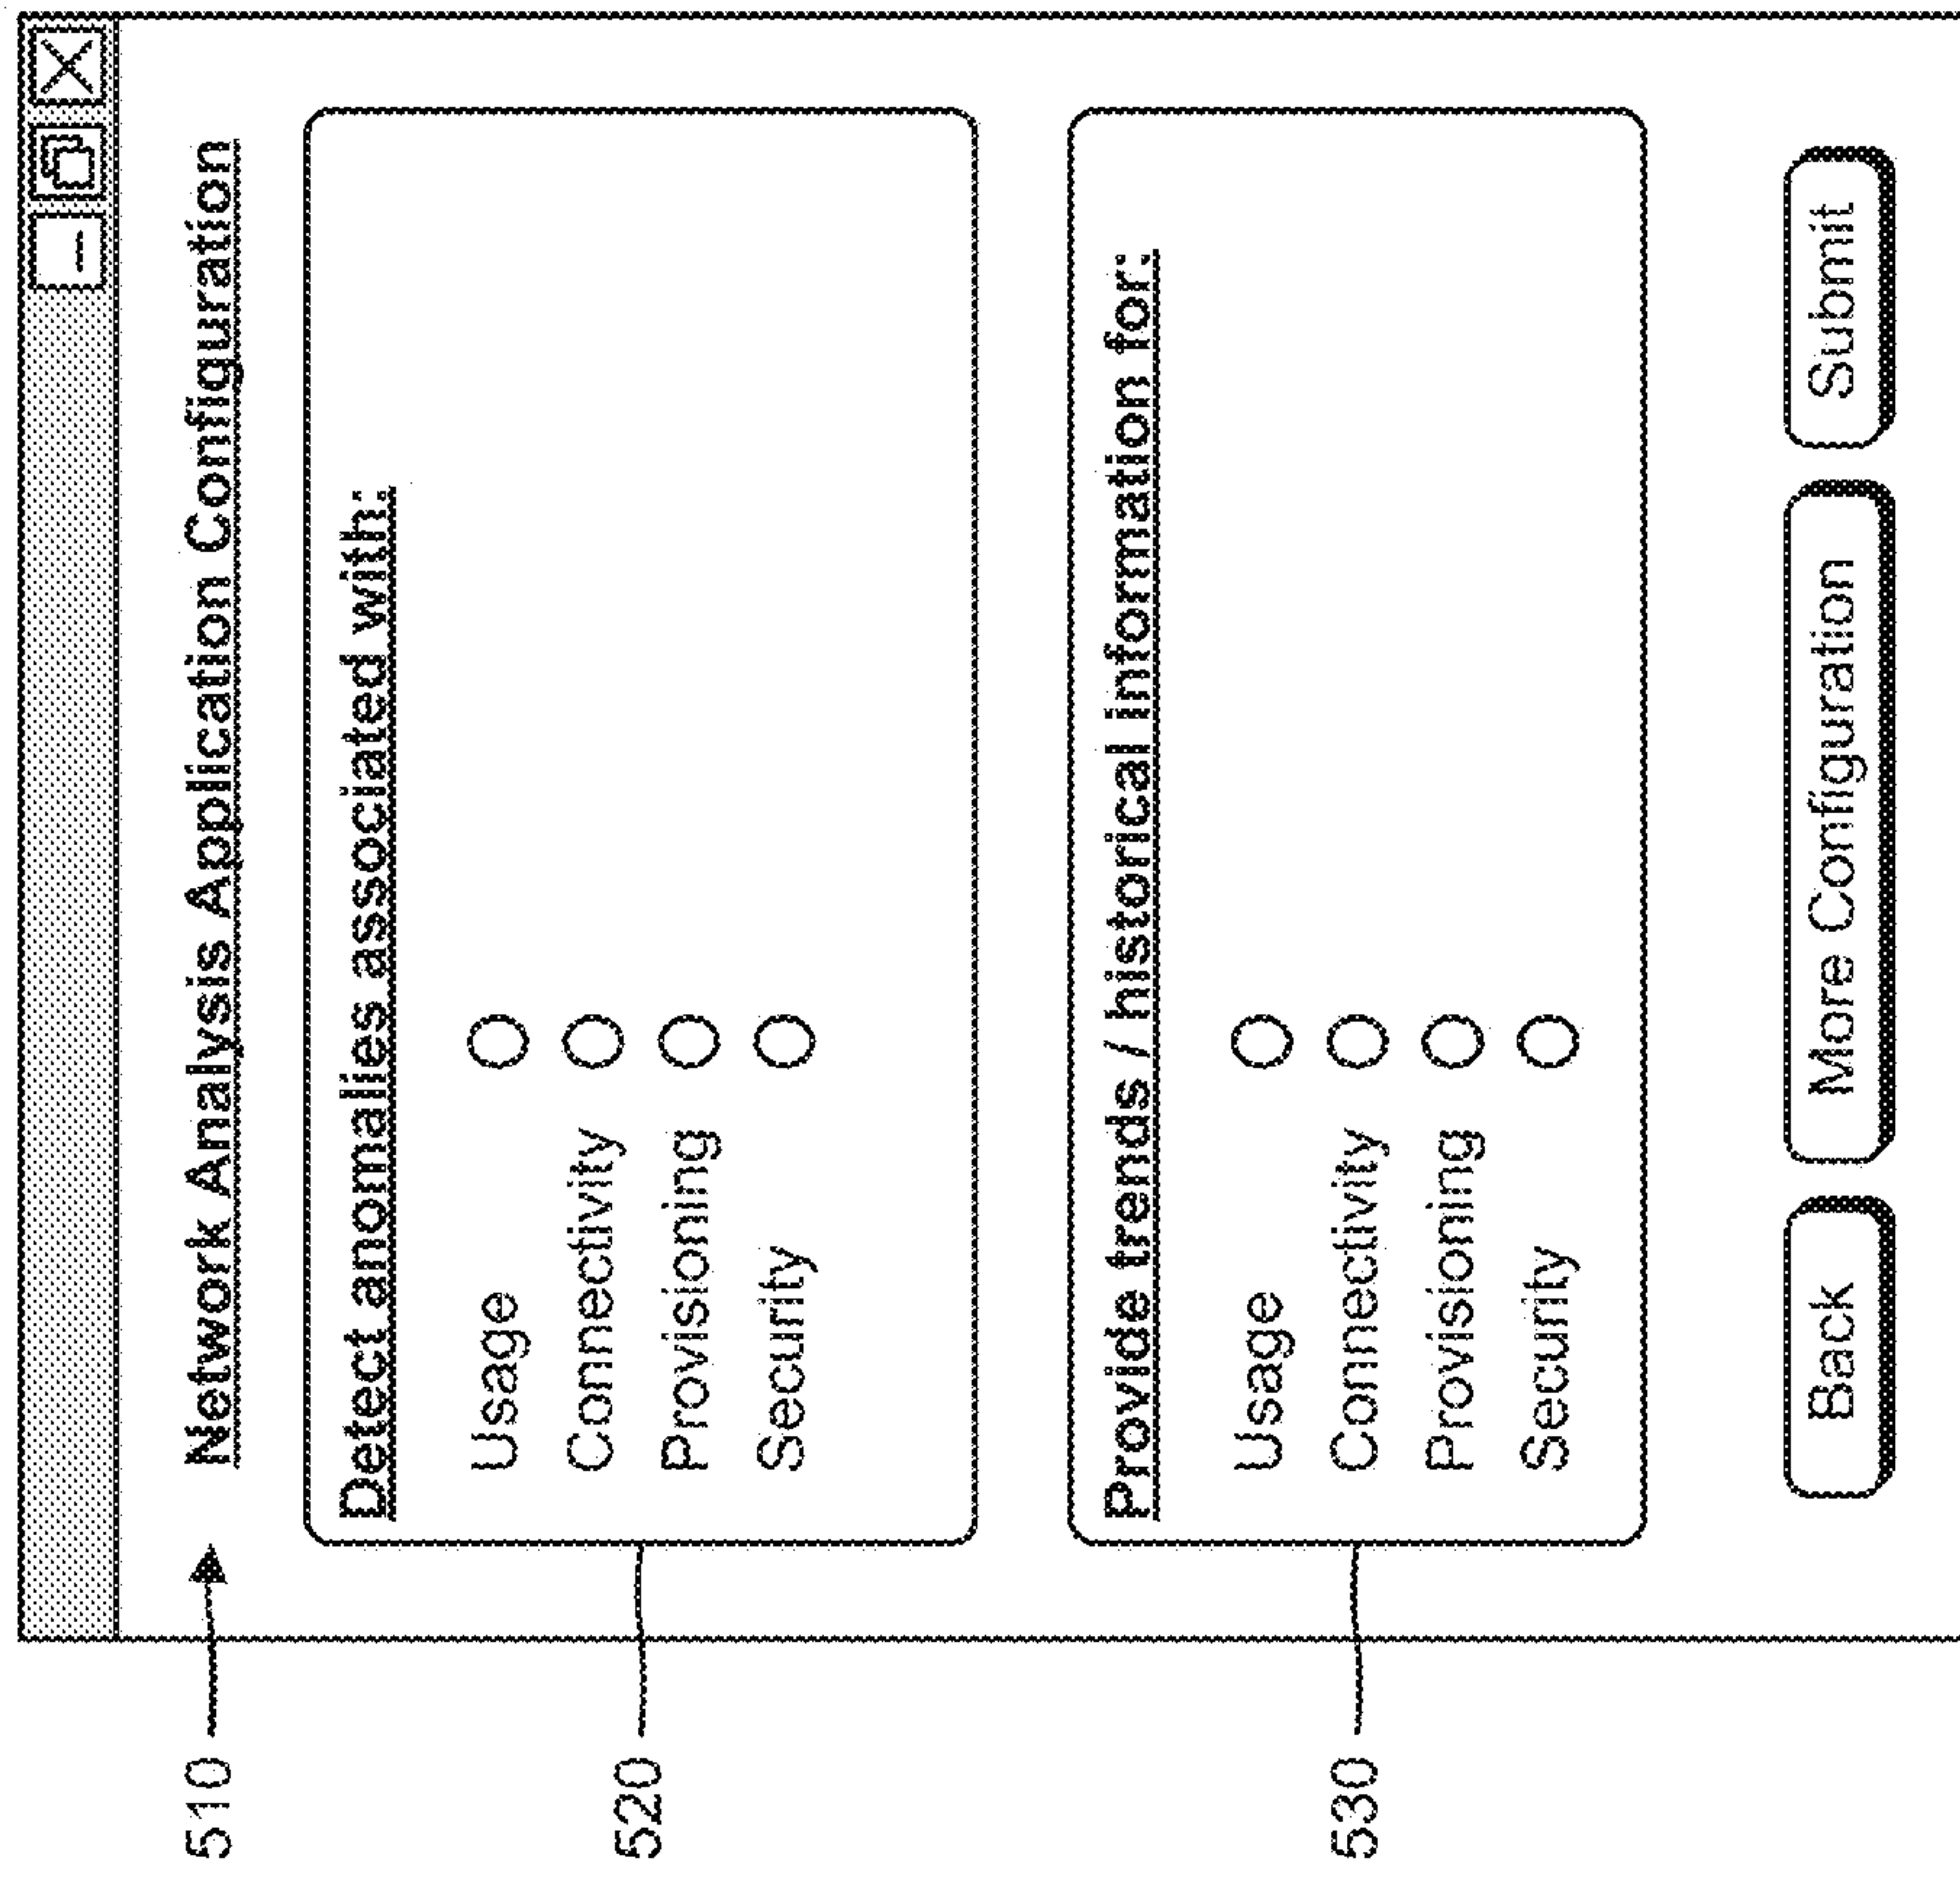 510
Network Analysis Application Configuration
520
Detect anomalies associated with:
Usage
Connectivity
Provisioning
Security
530
Provide trends / historical information for:
Usage
Connectivity
Provisioning
Security
Back
More Configuration
Submit